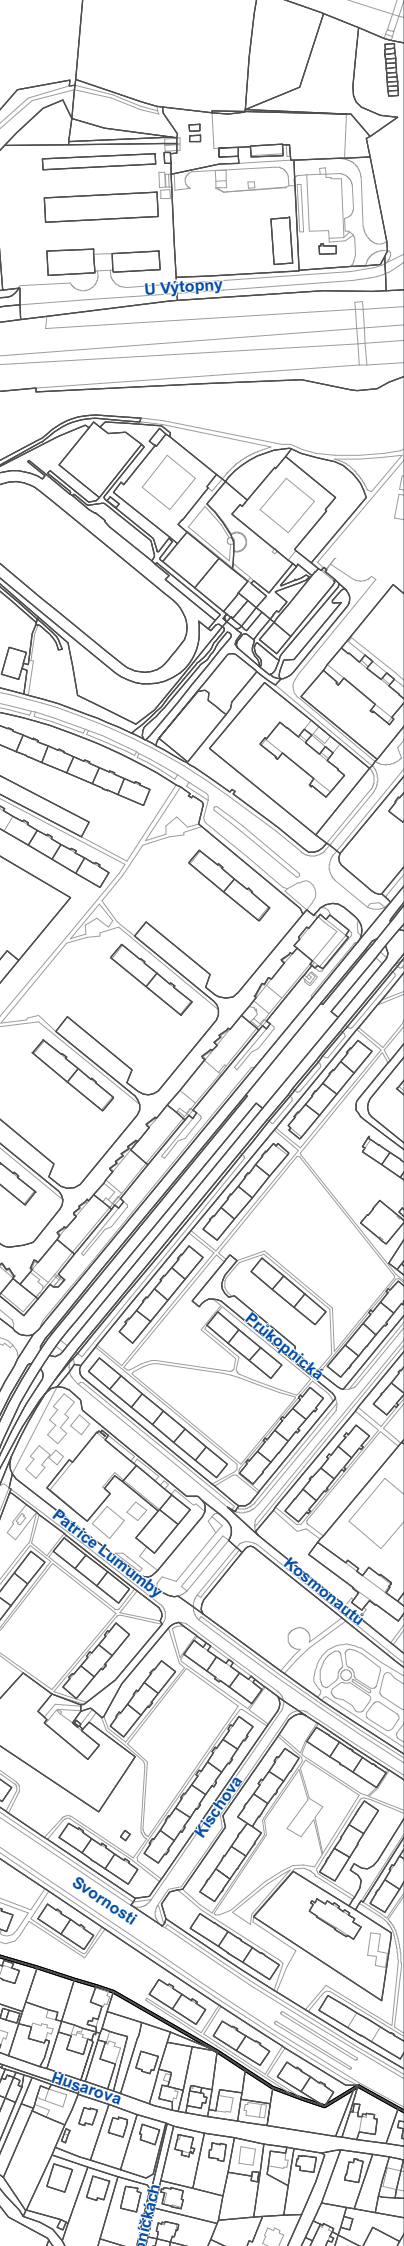 U Výtopny
Průkopnická
Patrice Lumumby
Kosmonautů
Kischova
Svornosti
Husarova